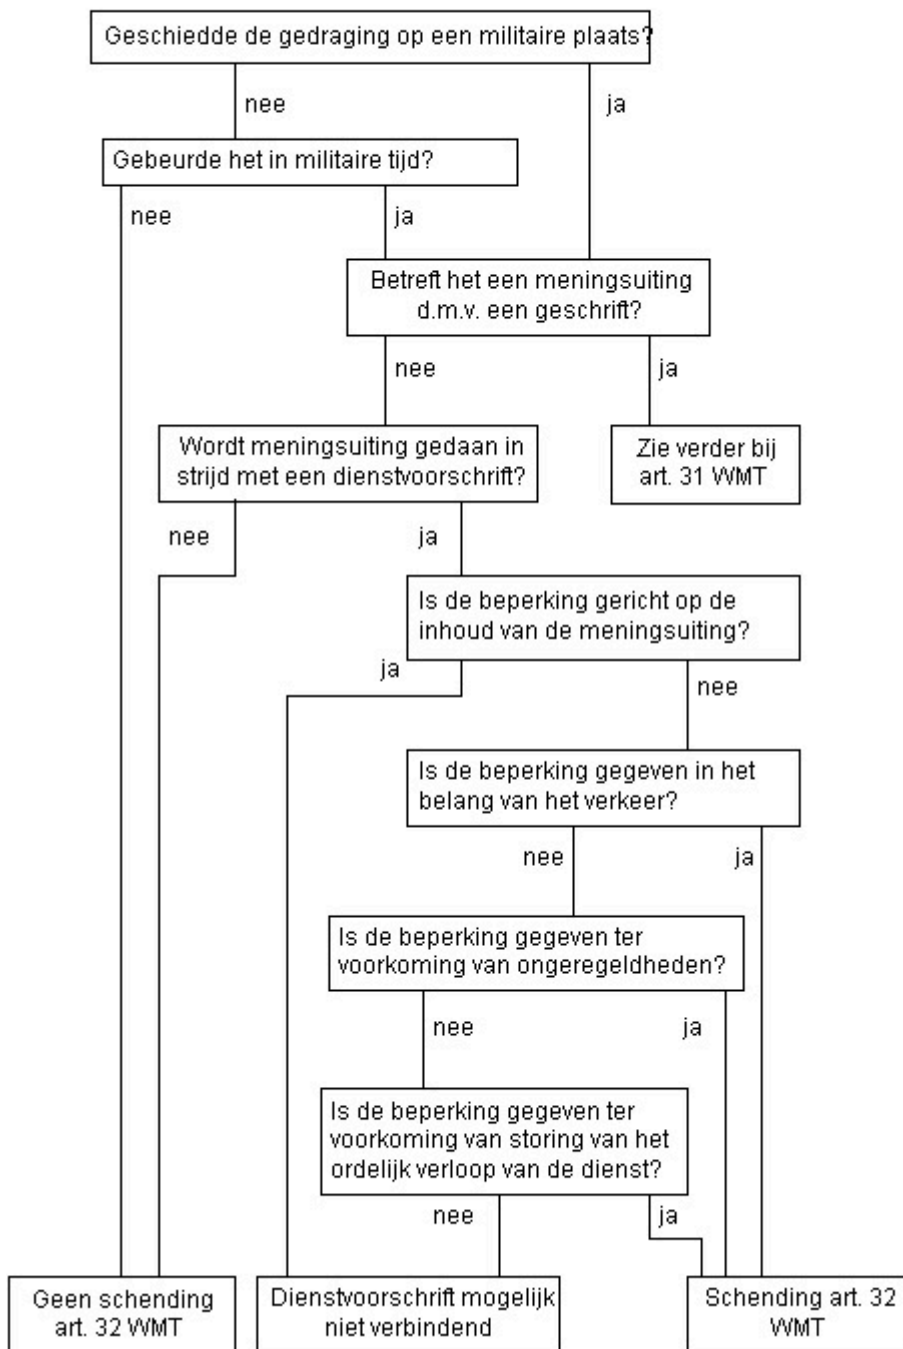 Geschiedde de gedraging op een militaire plaats?
nee
ja
Gebeurde het in militaire tijd?
nee
ja
Betreft het een meningsuiting
d.m.v. een geschrift?
nee
ja
Wordt meningsuiting gedaan in
strijd met een dienstvoorschrift?
Zie verder bij
art. 31 WMT
nee
ja
Is de beperking gericht op de
inhoud van de meningsuiting?
ja
nee
Is de beperking gegeven in het
belang van het verkeer?
nee
ja
Is de beperking gegeven ter
voorkoming van ongeregeldheden?
nee
ja
Is de beperking gegeven ter
voorkoming van storing van het
ordelijk verloop van de dienst?
nee
ja
Geen schending
art. 32 WMT
Dienstvoorschrift mogelijk
niet verbindend
Schending art. 32
WMT